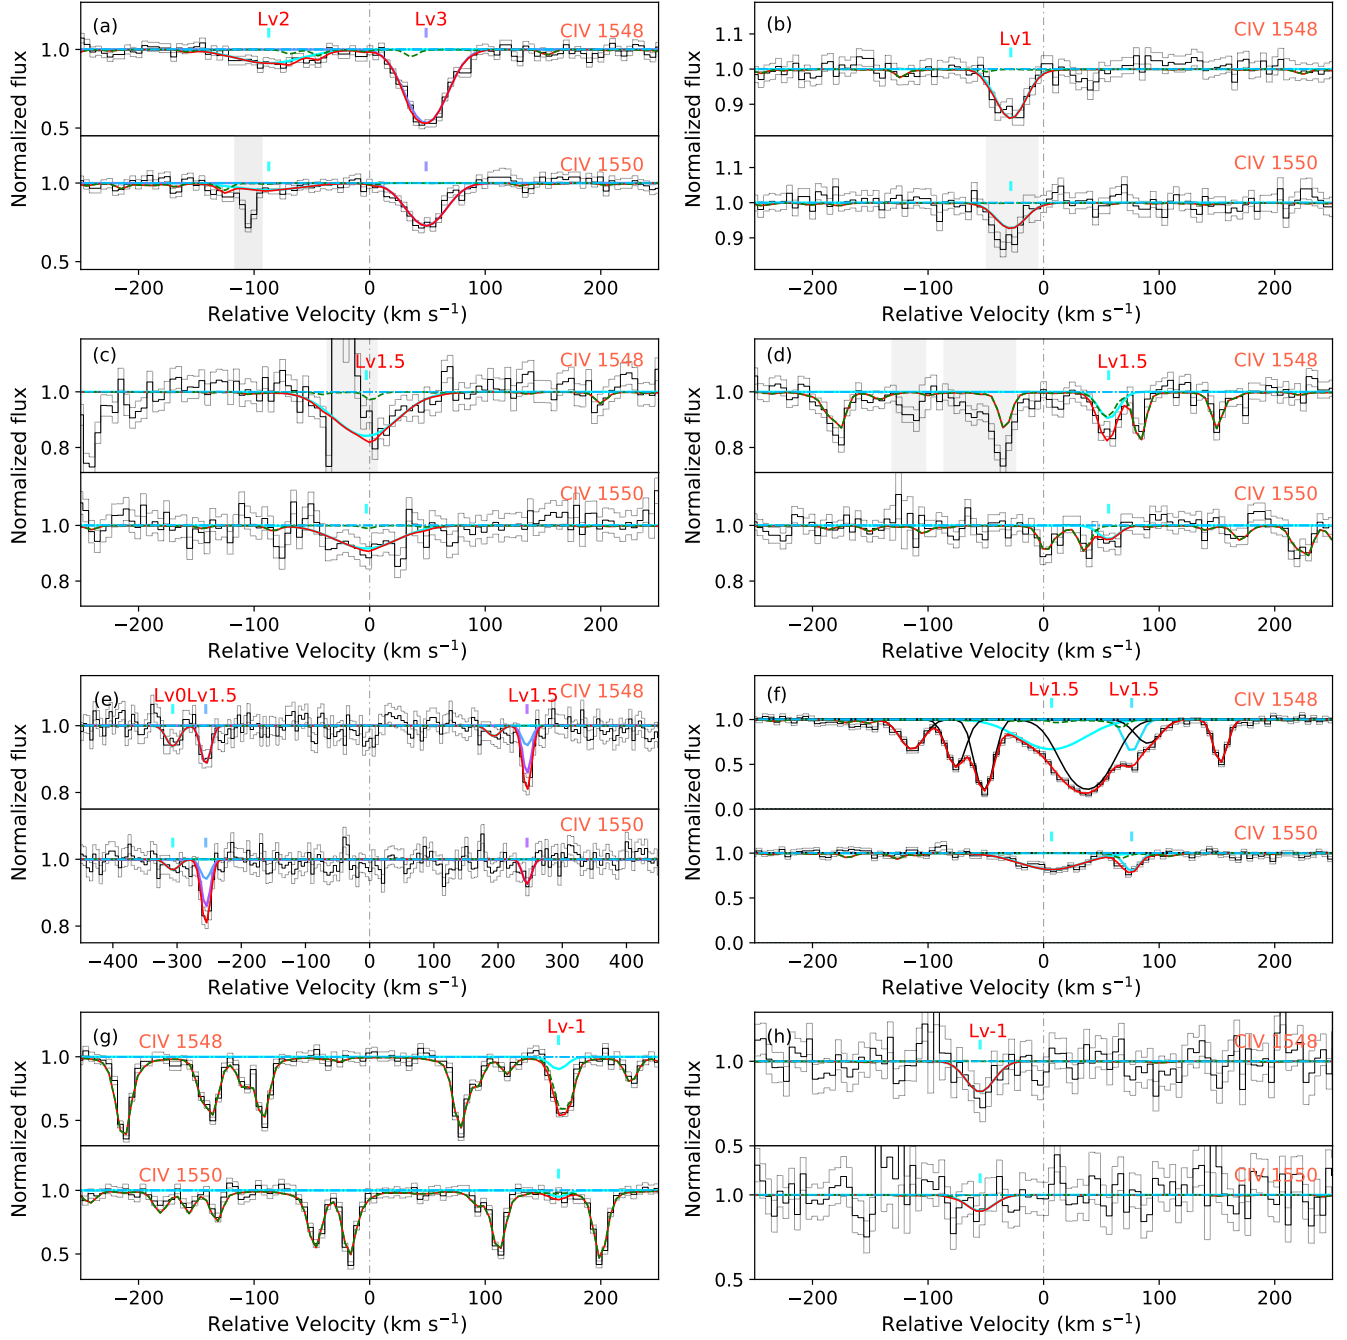 (a) Lv2 Lv3 CIV 1548
1.0
0.5
CIV 1550
1.0
0.5
Normalized flux
−200 −100 0 100 200
Relative Velocity (km s⁻¹)
(b) Lv1 CIV 1548
1.1
1.0
0.9
CIV 1550
1.1
1.0
0.9
Normalized flux
−200 −100 0 100 200
Relative Velocity (km s⁻¹)
(c) Lv1.5 CIV 1548
1.0
0.8
CIV 1550
1.0
0.8
Normalized flux
−200 −100 0 100 200
Relative Velocity (km s⁻¹)
(d) Lv1.5 CIV 1548
1.0
0.8
CIV 1550
1.0
0.8
Normalized flux
−200 −100 0 100 200
Relative Velocity (km s⁻¹)
(e) Lv0 Lv1.5 Lv1.5 CIV 1548
1.0
0.8
CIV 1550
1.0
0.8
Normalized flux
−400 −300 −200 0 100 200 300 400
Relative Velocity (km s⁻¹)
(f) Lv1.5 Lv1.5 CIV 1548
1.0
0.5
0.0
CIV 1550
1.0
0.5
0.0
Normalized flux
−200 −100 0 100 200
Relative Velocity (km s⁻¹)
(g) CIV 1548 Lv-1
1.0
0.5
CIV 1550
1.0
0.5
Normalized flux
−200 −100 0 100 200
Relative Velocity (km s⁻¹)
(h) Lv-1 CIV 1548
1.0
0.5
CIV 1550
1.0
0.5
Normalized flux
−200 −100 0 100 200
Relative Velocity (km s⁻¹)